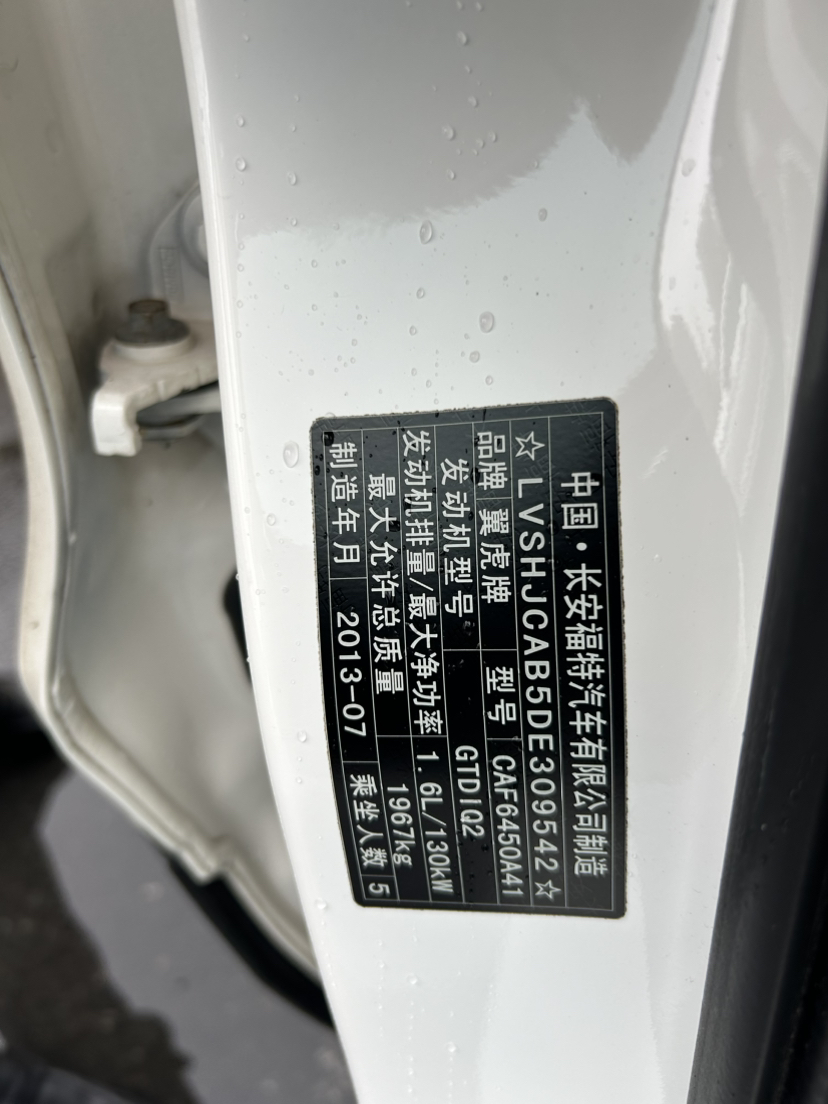 中国·长安福特汽车有限公司制造
☆LVSHJCAB5DE309542☆
品牌 翼虎牌 型号 CAF6450A41
发动机型号 GTDIQ2
发动机排量/最大净功率 1.6L/130kW
最大允许总质量 1967kg
制造年月 2013-07 乘坐人数 5